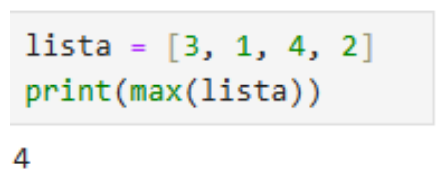 lista = [3, 1, 4, 2]
print(max(lista))
4